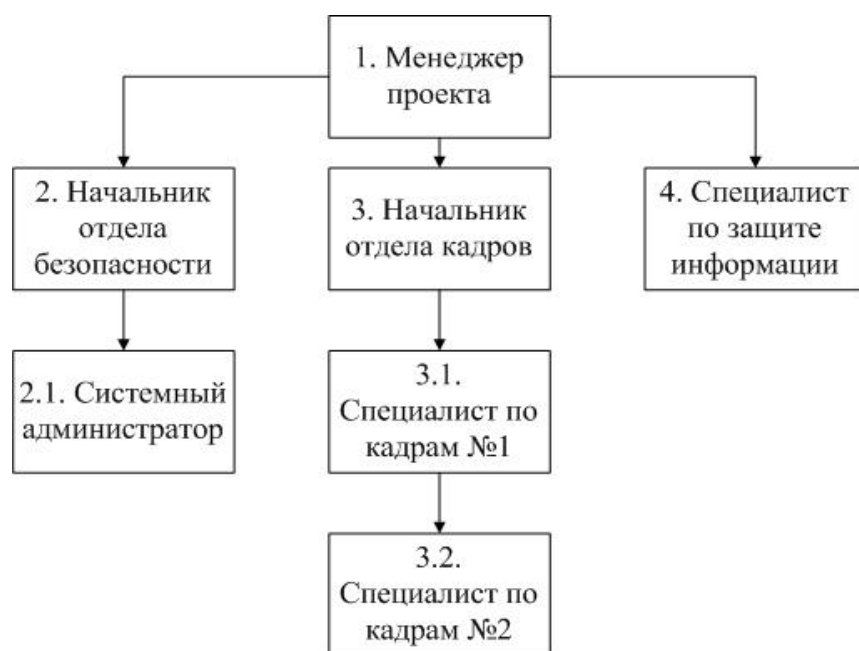 1. Менеджер
проекта
2. Начальник
отдела
безопасности
3. Начальник
отдела кадров
4. Специалист
по защите
информации
2.1. Системный
администратор
3.1.
Специалист по
кадрам №1
3.2.
Специалист по
кадрам №2